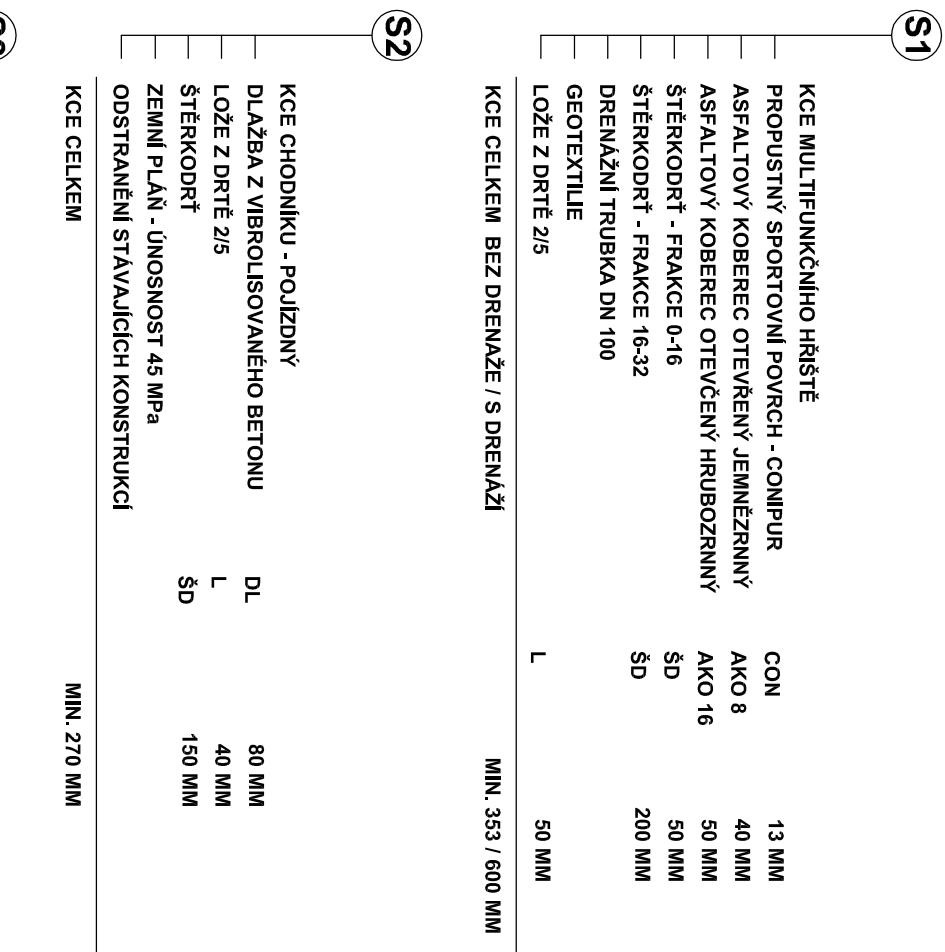 S1
KCE MULTIFUNKČNÍHO HŘIŠTĚ
PROPUSTNÝ SPORTOVNÍ POVRCH - CONIPUR CON 13 MM
ASFALTOVÝ KOBEREC OTEVŘENÝ JEMNĚZRNNÝ AKO 8 40 MM
ASFALTOVÝ KOBEREC OTEVČENÝ HRUBOZRNNÝ AKO 16 50 MM
ŠTĚRKODRŤ - FRAKCE 0-16 ŠD 50 MM
ŠTĚRKODRŤ - FRAKCE 16-32 ŠD 200 MM
DRENÁŽNÍ TRUBKA DN 100
GEOTEXTILIE
LOŽE Z DRTĚ 2/5 L 50 MM
KCE CELKEM BEZ DRENAŽE / S DRENÁŽÍ MIN. 353 / 600 MM
S2
KCE CHODNÍKU - POJÍZDNÝ
DLAŽBA Z VIBROLISOVANÉHO BETONU DL 80 MM
LOŽE Z DRTĚ 2/5 L 40 MM
ŠTĚRKODRŤ ŠD 150 MM
ZEMNÍ PLÁŇ - ÚNOSNOST 45 MPa
ODSTRANĚNÍ STÁVAJÍCÍCH KONSTRUKCÍ
KCE CELKEM MIN. 270 MM